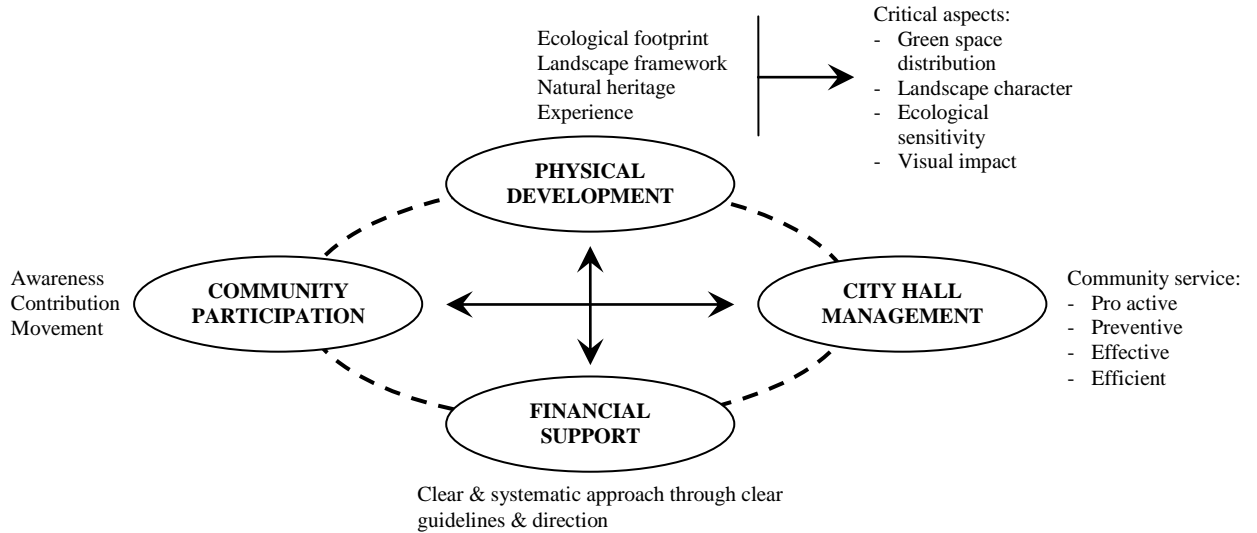 Critical aspects:
- Green space
distribution
- Landscape character
- Ecological
sensitivity
- Visual impact
Ecological footprint
Landscape framework
Natural heritage
Experience
PHYSICAL
DEVELOPMENT
Awareness
Contribution
Movement
COMMUNITY
PARTICIPATION
CITY HALL
MANAGEMENT
Community service:
- Pro active
- Preventive
- Effective
- Efficient
FINANCIAL
SUPPORT
Clear & systematic approach through clear
guidelines & direction